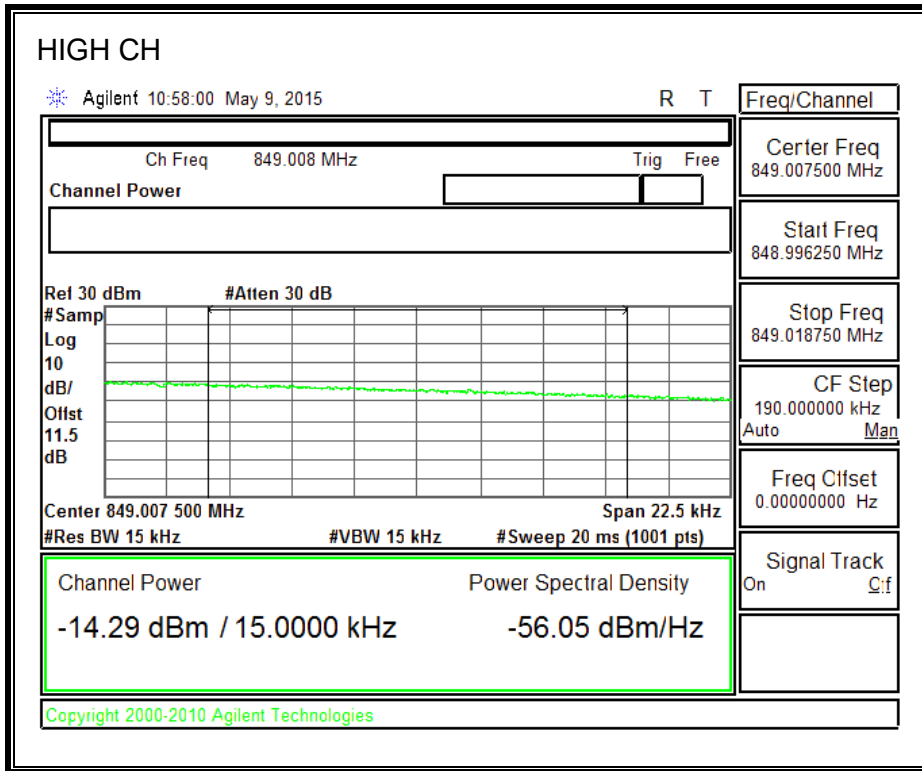 HIGH CH
Agilent 10:58:00 May 9, 2015 R T
Freq/Channel
Ch Freq 849.008 MHz Trig Free
Channel Power
Center Freq
849.007500 MHz
Start Freq
848.996250 MHz
Stop Freq
849.018750 MHz
CF Step
190.000000 kHz
Auto Man
Freq Offset
0.00000000 Hz
Signal Track
On Off
Ref 30 dBm #Atten 30 dB
#Samp
Log
10
dB/
Offst
11.5
dB
Center 849.007 500 MHz Span 22.5 kHz
#Res BW 15 kHz #VBW 15 kHz #Sweep 20 ms (1001 pts)
Channel Power Power Spectral Density
-14.29 dBm / 15.0000 kHz -56.05 dBm/Hz
Copyright 2000-2010 Agilent Technologies